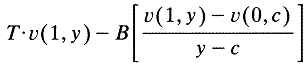 T·v(1, y) − B[ (v(1, y) − v(0, c)) / (y − c) ]